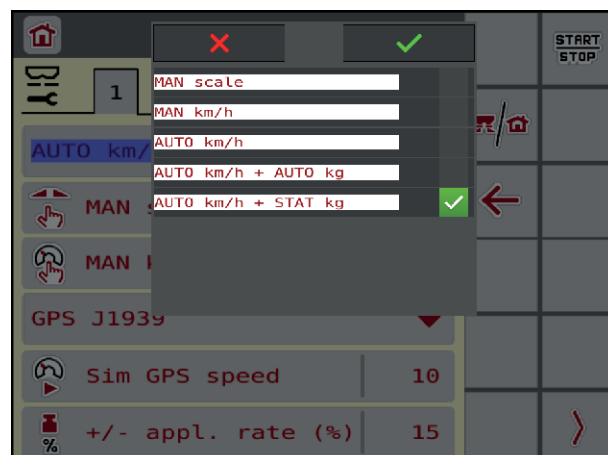 START
STOP
MAN scale
1
MAN km/h
AUTO km/h
AUTO km/
AUTO km/h + AUTO kg
AUTO km/h + STAT kg
MAN
MAN
GPS J1939
Sim GPS speed 10
% +/- appl. rate (%) 15